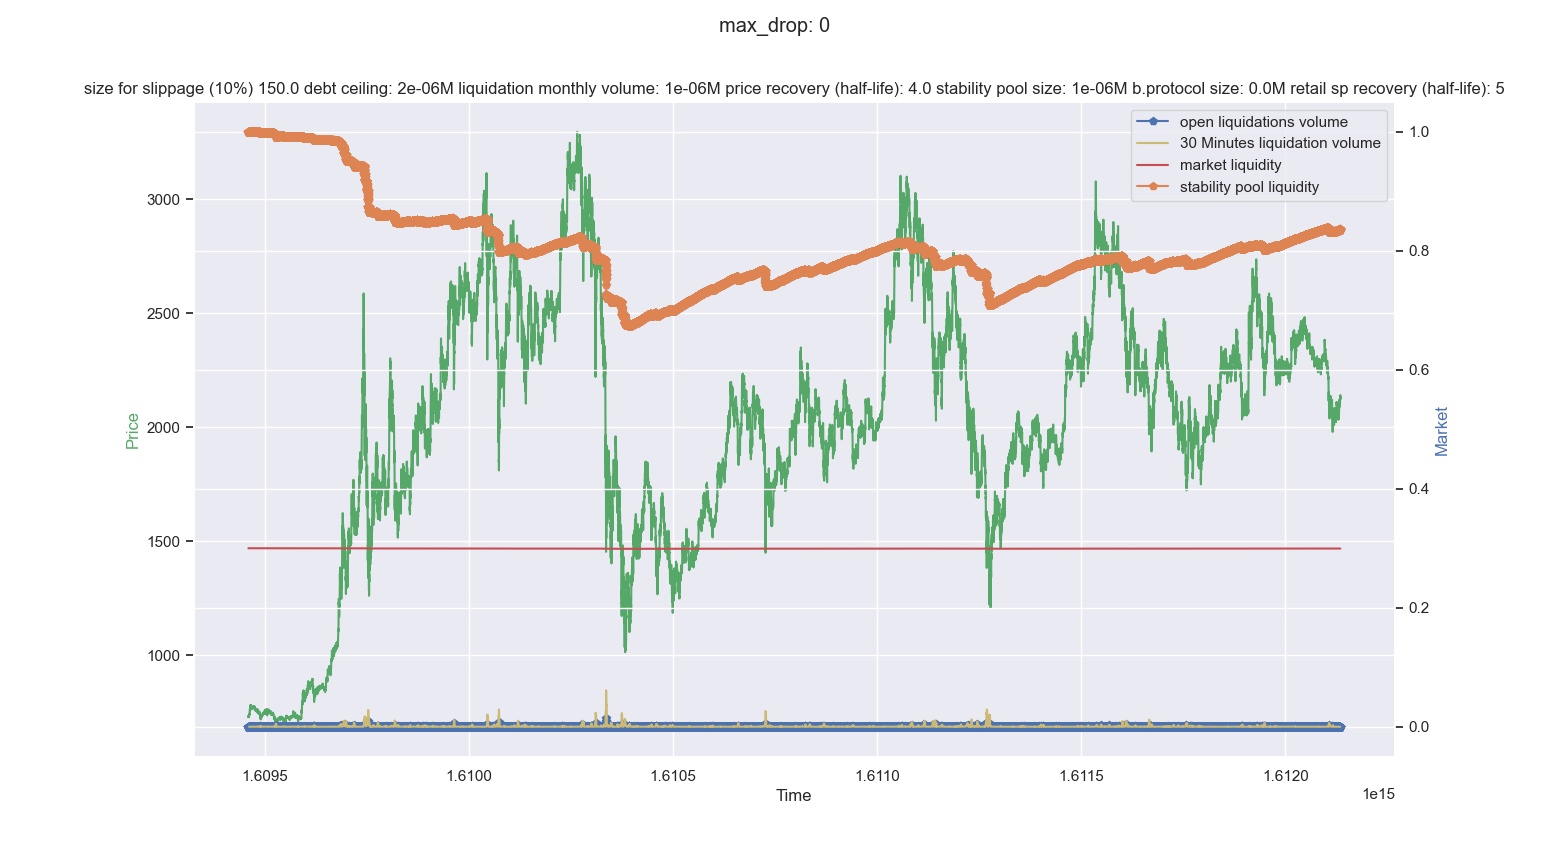 max_drop: 0
size for slippage (10%) 150.0 debt ceiling: 2e-06M liquidation monthly volume: 1e-06M price recovery (half-life): 4.0 stability pool size: 1e-06M b.protocol size: 0.0M retail sp recovery (half-life): 5
open liquidations volume
30 Minutes liquidation volume
market liquidity
stability pool liquidity
3000
2500
2000
1500
1000
Price
1.0
0.8
0.6
0.4
0.2
0.0
Market
1.6095 1.6100 1.6105 1.6110 1.6115 1.6120
Time
1e15